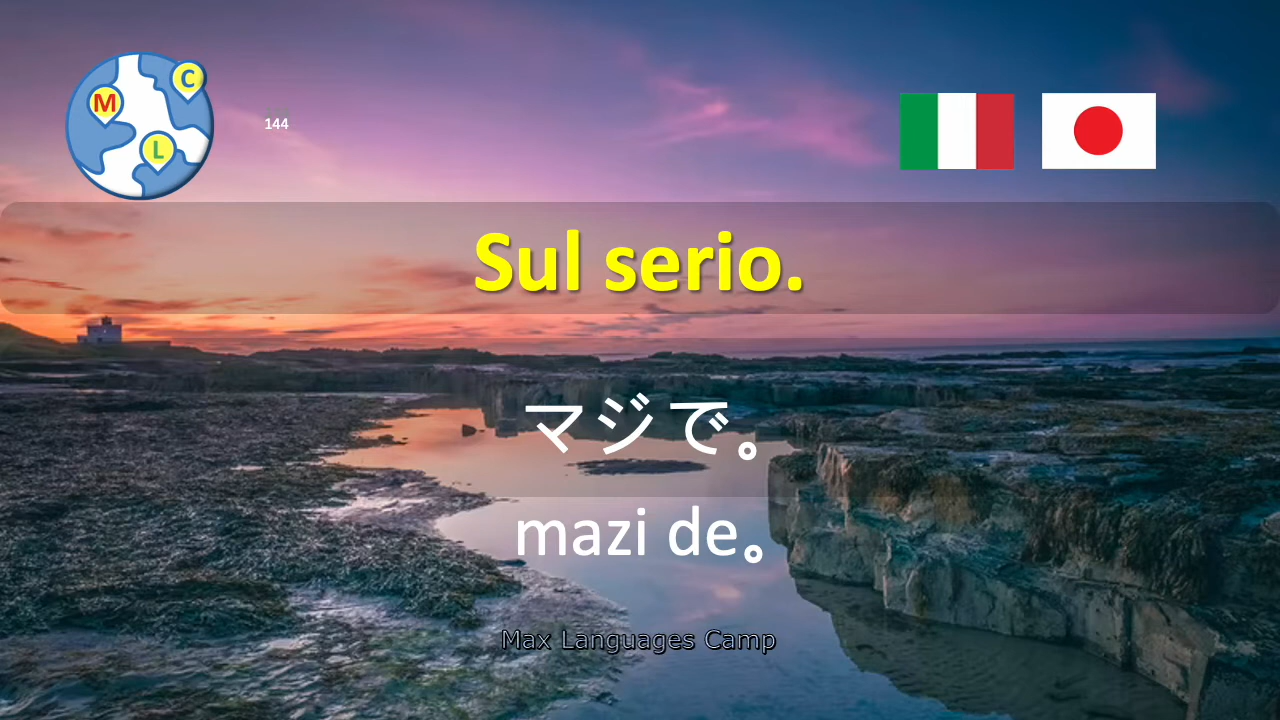 C
M
L
144
Sul serio.
マジで。
mazi de。
Max Languages Camp